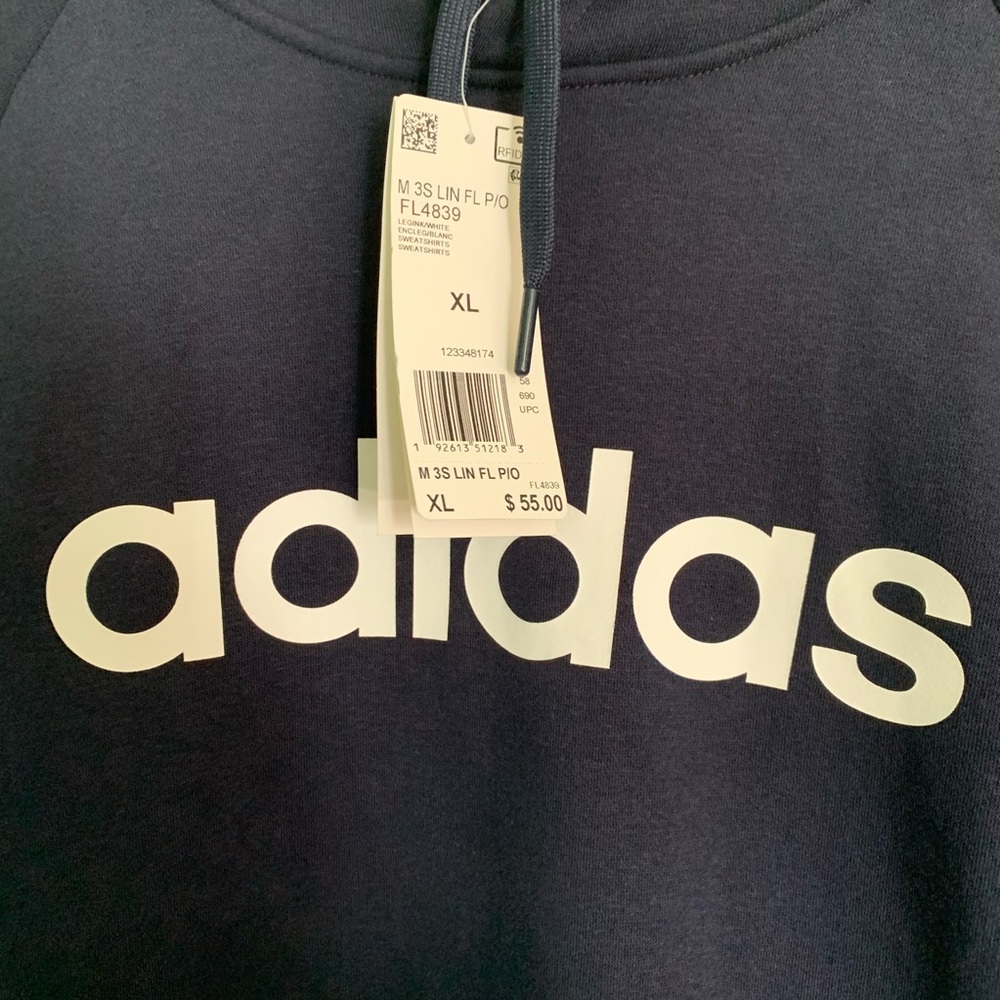 RFID
M 3S LIN FL P/O
FL4839
LEGINK/WHITE
ENCLEG/BLANC
SWEATSHIRTS
SWEATSHIRTS
XL
123348174
58
690
UPC
1 92613 51218 3
M 3S LIN FL P/O
FL4839
XL $ 55.00
adidas